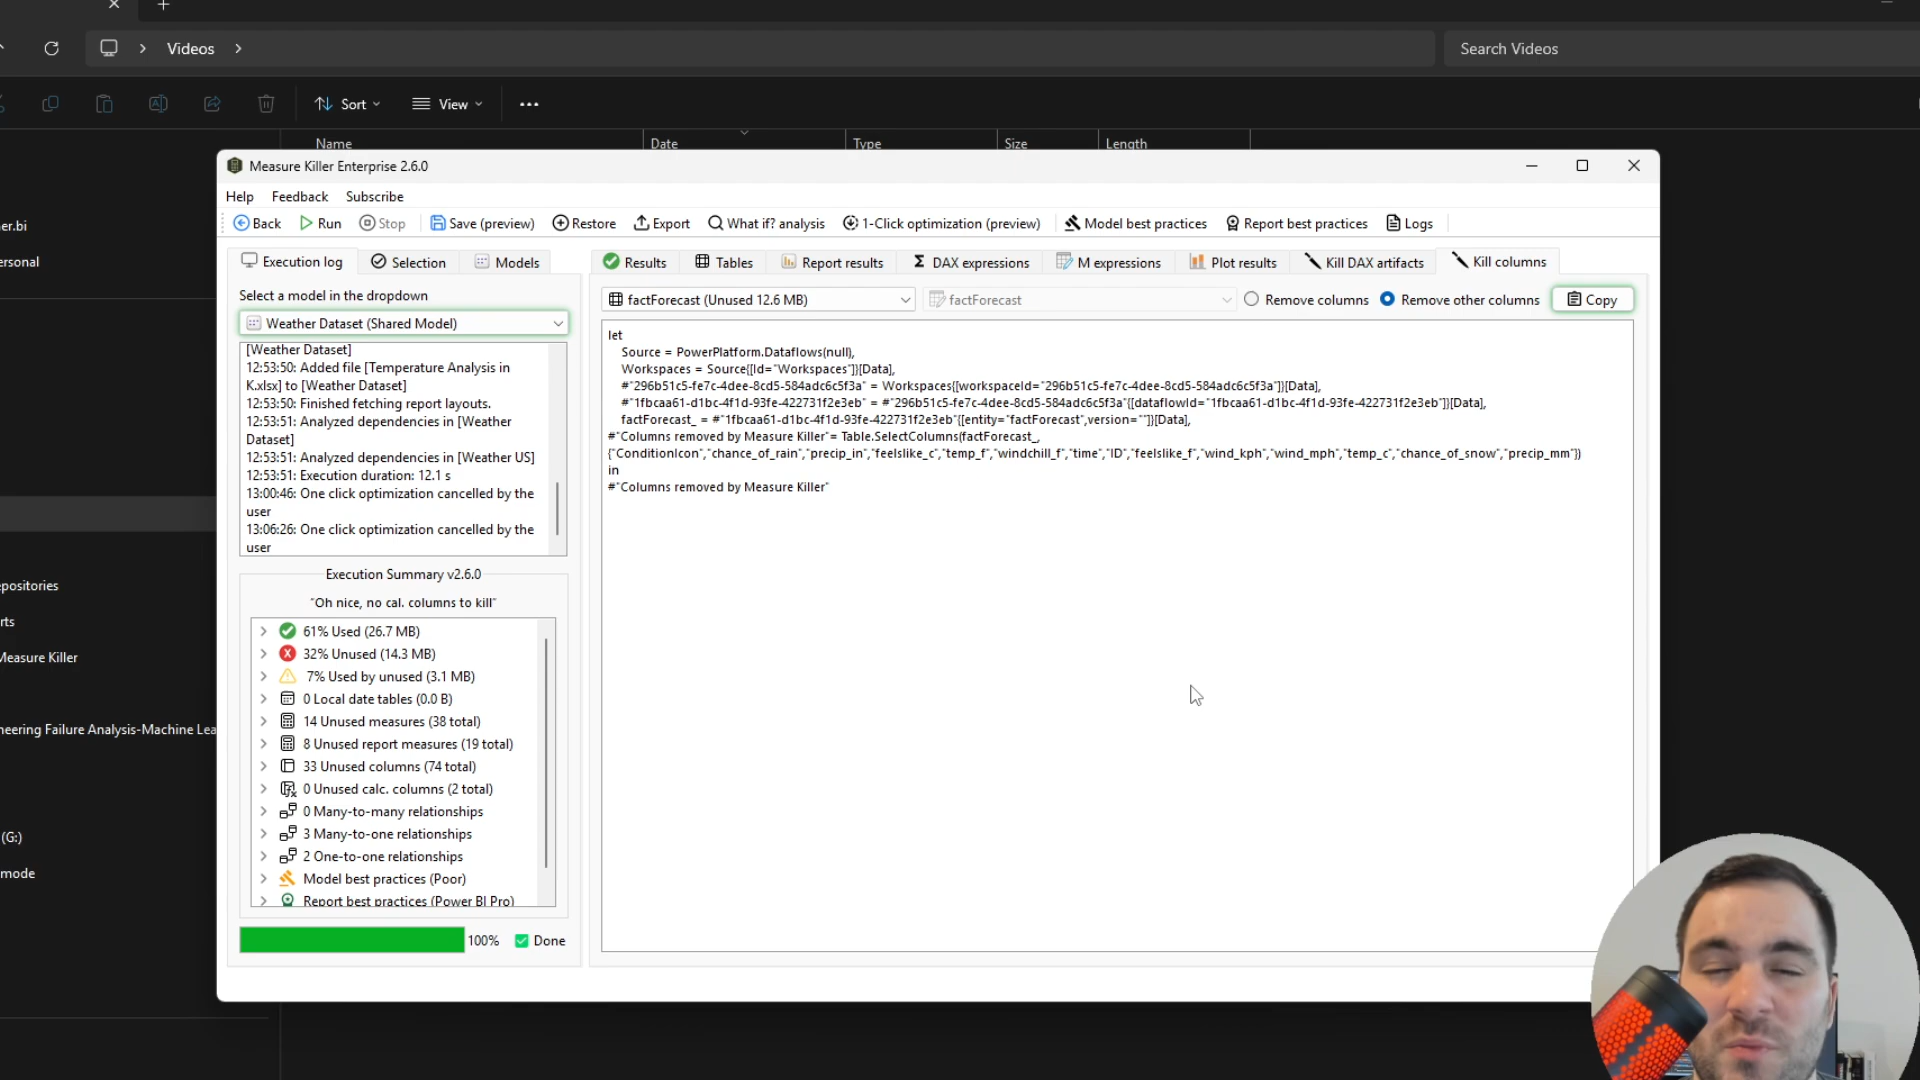 Videos
Search Videos
Sort
View
Name
Date
Type
Size
Length
Measure Killer Enterprise 2.6.0
Help
Feedback
Subscribe
Back
Run
Stop
Save (preview)
Restore
Export
What if? analysis
1-Click optimization (preview)
Model best practices
Report best practices
Logs
er.bi
ersonal
epositories
rts
Measure Killer
neering Failure Analysis-Machine Lea
(G:)
mode
Execution log
Selection
Models
Results
Tables
Report results
DAX expressions
M expressions
Plot results
Kill DAX artifacts
Kill columns
Select a model in the dropdown
Weather Dataset (Shared Model)
[Weather Dataset]
12:53:50: Added file [Temperature Analysis in
K.xlsx] to [Weather Dataset]
12:53:50: Finished fetching report layouts.
12:53:51: Analyzed dependencies in [Weather
Dataset]
12:53:51: Analyzed dependencies in [Weather US]
12:53:51: Execution duration: 12.1 s
13:00:46: One click optimization cancelled by the
user
13:06:26: One click optimization cancelled by the
user
Execution Summary v2.6.0
"Oh nice, no cal. columns to kill"
61% Used (26.7 MB)
32% Unused (14.3 MB)
7% Used by unused (3.1 MB)
0 Local date tables (0.0 B)
14 Unused measures (38 total)
8 Unused report measures (19 total)
33 Unused columns (74 total)
0 Unused calc. columns (2 total)
0 Many-to-many relationships
3 Many-to-one relationships
2 One-to-one relationships
Model best practices (Poor)
Report best practices (Power BI Pro)
100%
Done
factForecast (Unused 12.6 MB)
factForecast
Remove columns
Remove other columns
Copy
let
Source = PowerPlatform.Dataflows(null),
Workspaces = Source{[Id="Workspaces"]}[Data],
#"296b51c5-fe7c-4dee-8cd5-584adc6c5f3a" = Workspaces{[workspaceId="296b51c5-fe7c-4dee-8cd5-584adc6c5f3a"]}[Data],
#"1fbcaa61-d1bc-4f1d-93fe-422731f2e3eb" = #"296b51c5-fe7c-4dee-8cd5-584adc6c5f3a"{[dataflowId="1fbcaa61-d1bc-4f1d-93fe-422731f2e3eb"]}[Data],
factForecast_ = #"1fbcaa61-d1bc-4f1d-93fe-422731f2e3eb"{[entity="factForecast",version=""]}[Data],
#"Columns removed by Measure Killer"= Table.SelectColumns(factForecast_,
{"ConditionIcon","chance_of_rain","precip_in","feelslike_c","temp_f","windchill_f","time","ID","feelslike_f","wind_kph","wind_mph","temp_c","chance_of_snow","precip_mm"})
in
#"Columns removed by Measure Killer"